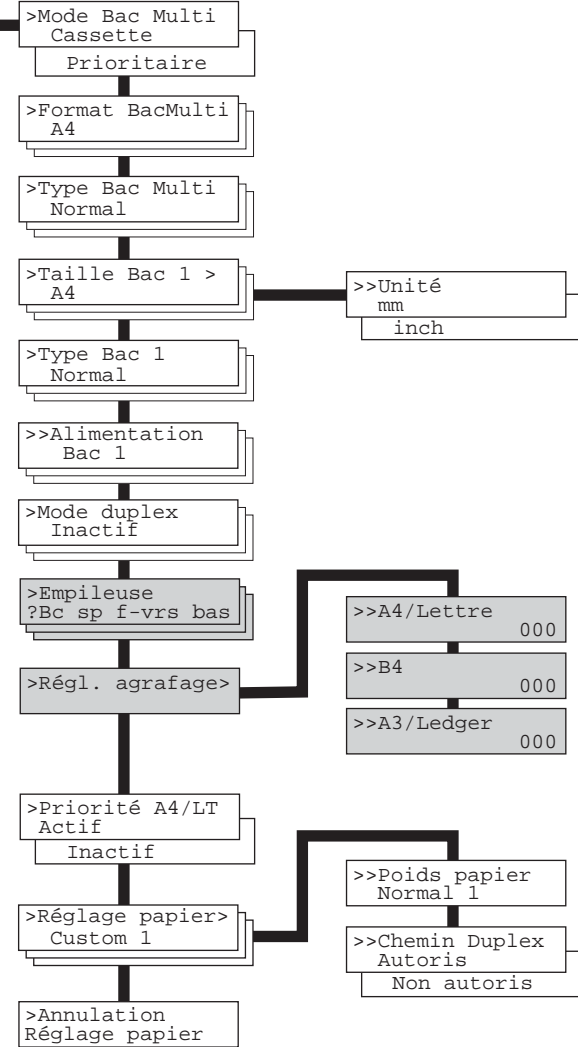 >Mode Bac Multi
Cassette
Prioritaire
>Format BacMulti
A4
>Type Bac Multi
Normal
>Taille Bac 1 >
A4
>>Unité
mm
inch
>Type Bac 1
Normal
>>Alimentation
Bac 1
>Mode duplex
Inactif
>Empileuse
?Bc sp f-vrs bas
>Régl. agrafage>
>>A4/Lettre
000
>>B4
000
>>A3/Ledger
000
>Priorité A4/LT
Actif
Inactif
>Réglage papier>
Custom 1
>>Poids papier
Normal 1
>>Chemin Duplex
Autoris
Non autoris
>Annulation
Réglage papier